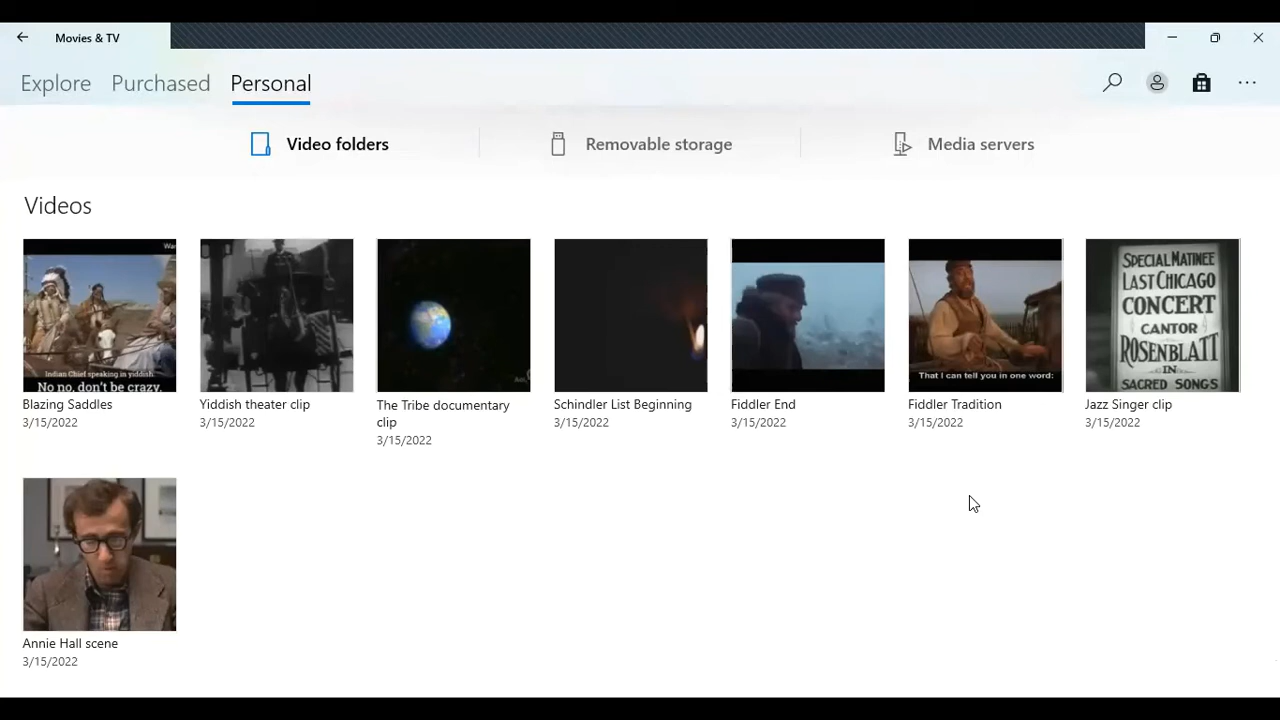 Movies & TV
Explore
Purchased
Personal
Video folders
Removable storage
Media servers
Videos
Indian Chief speaking in yiddish.
No no, don't be crazy.
That I can tell you in one word:
SPECIAL MATINEE
LAST CHICAGO
CONCERT
CANTOR
ROSENBLATT
IN
SACRED SONGS
Blazing Saddles
3/15/2022
Yiddish theater clip
3/15/2022
The Tribe documentary
clip
3/15/2022
Schindler List Beginning
3/15/2022
Fiddler End
3/15/2022
Fiddler Tradition
3/15/2022
Jazz Singer clip
3/15/2022
Annie Hall scene
3/15/2022